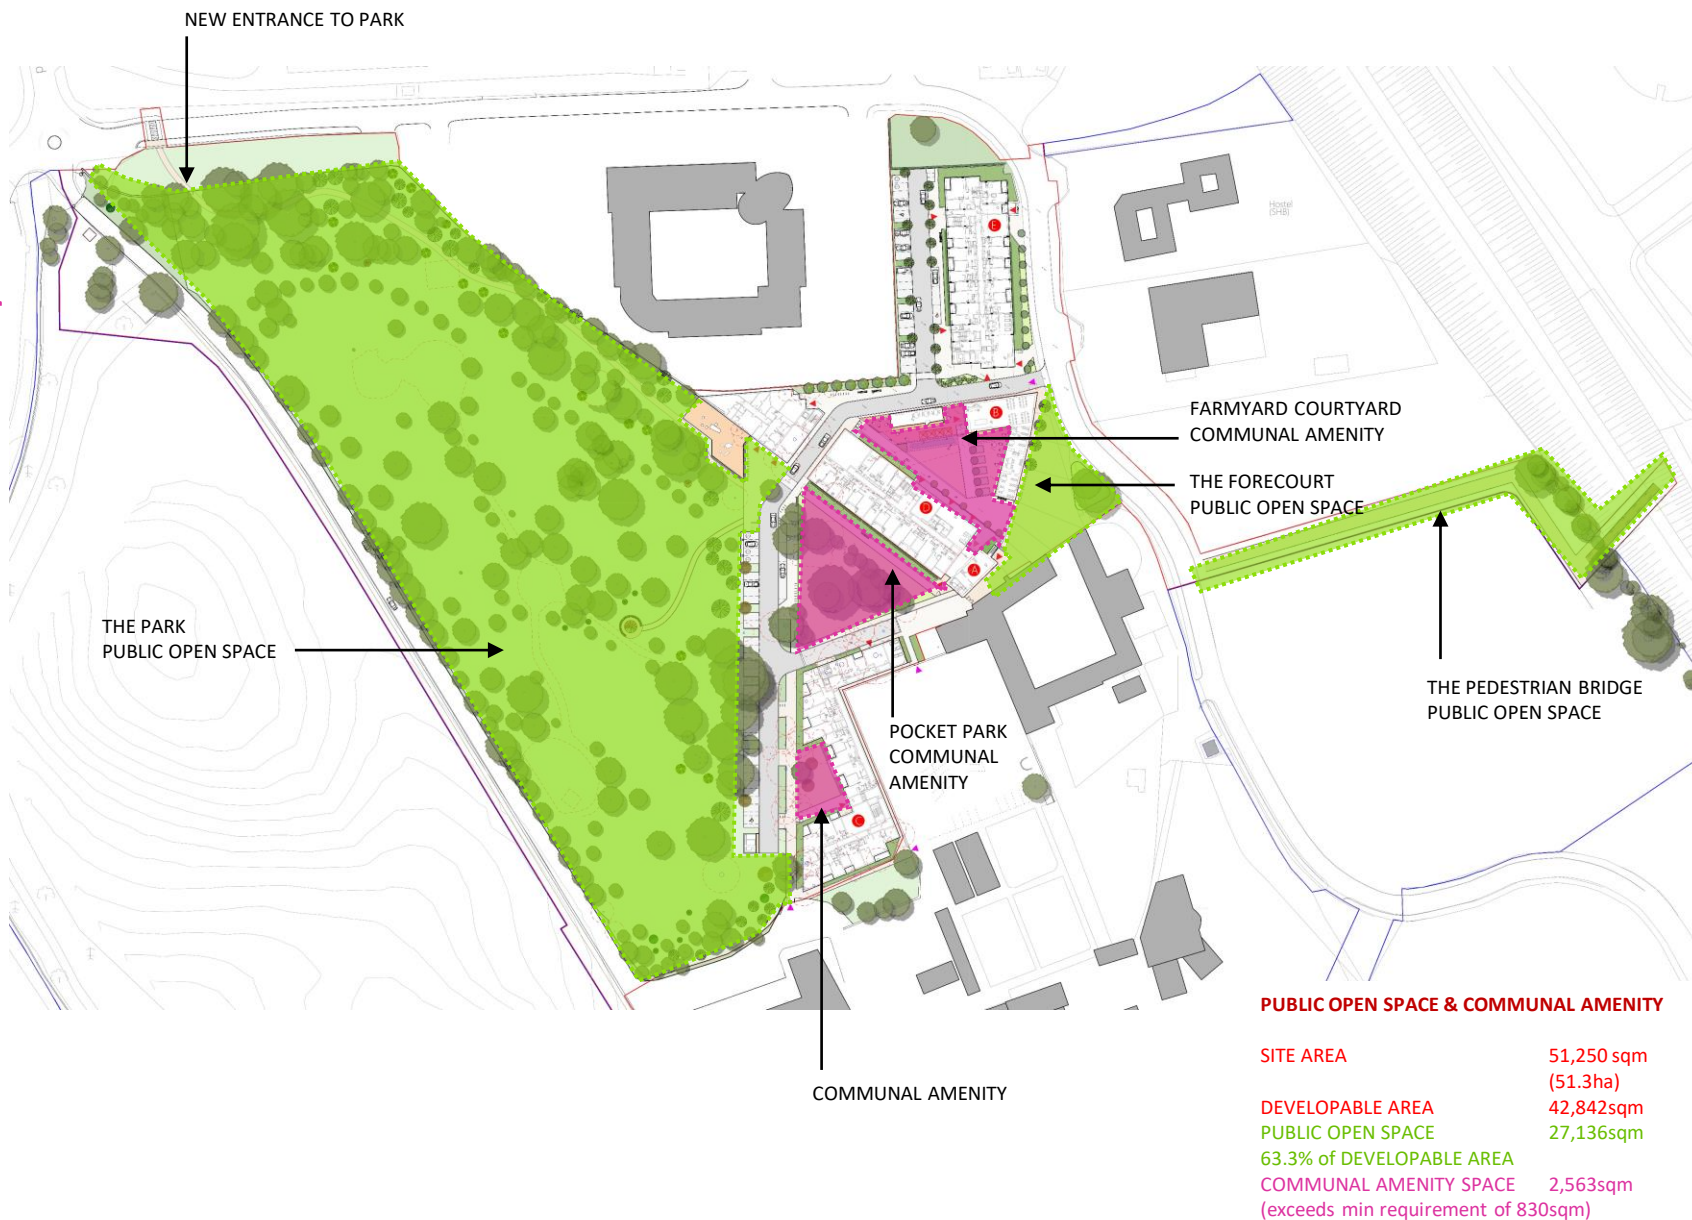 NEW ENTRANCE TO PARK
Hostel
(SHB)
E
FARMYARD COURTYARD
COMMUNAL AMENITY
B
THE FORECOURT
PUBLIC OPEN SPACE
D
A
THE PARK
PUBLIC OPEN SPACE
THE PEDESTRIAN BRIDGE
PUBLIC OPEN SPACE
POCKET PARK
COMMUNAL
AMENITY
C
COMMUNAL AMENITY
PUBLIC OPEN SPACE & COMMUNAL AMENITY
SITE AREA 51,250 sqm
(51.3ha)
DEVELOPABLE AREA 42,842sqm
PUBLIC OPEN SPACE 27,136sqm
63.3% of DEVELOPABLE AREA
COMMUNAL AMENITY SPACE 2,563sqm
(exceeds min requirement of 830sqm)